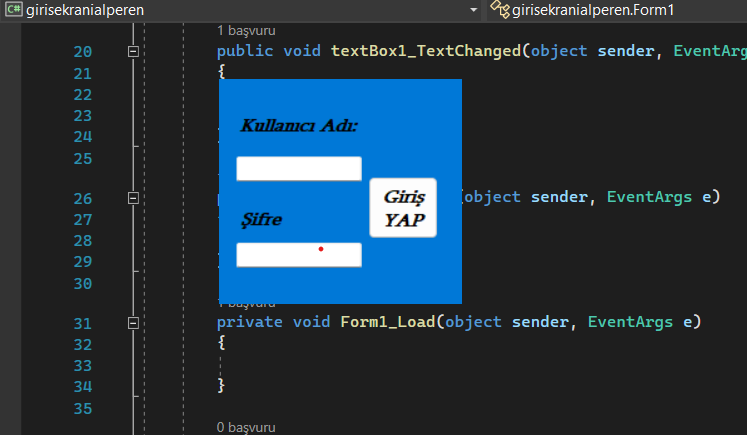 C# girisekranialperen girisekranialperen.Form1
1 başvuru
20 public void textBox1_TextChanged(object sender, EventArgs
21 {
22
23
24
25
Kullanıcı Adı:
Giriş
YAP
Şifre
26 (object sender, EventArgs e)
27
28
29
30
1 başvuru
31 private void Form1_Load(object sender, EventArgs e)
32 {
33
34 }
35
0 başvuru